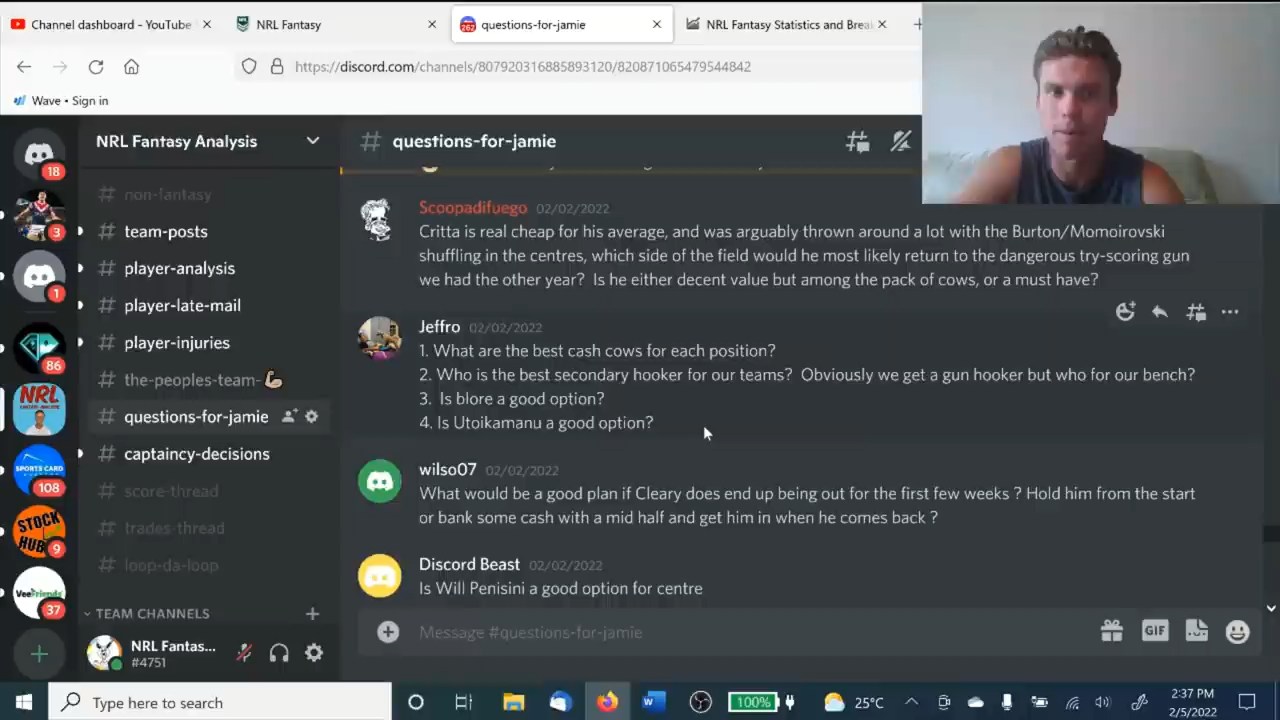 Channel dashboard - YouTube
NRL Fantasy
questions-for-jamie
NRL Fantasy Statistics and Brea
https://discord.com/channels/807920316885893120/820871065479544842
Wave • Sign in
NRL Fantasy Analysis
# questions-for-jamie
18
3
1
86
NRL
108
SPORTS CARD
STOCK HUB
9
VeeFriends
37
# non-fantasy
# team-posts
# player-analysis
# player-late-mail
# player-injuries
# the-peoples-team-💪
# questions-for-jamie
# captaincy-decisions
# score-thread
# trades-thread
# loop-da-loop
TEAM CHANNELS
NRL Fantas...
#4751
Scoopadifuego 02/02/2022
Critta is real cheap for his average, and was arguably thrown around a lot with the Burton/Momoirovski
shuffling in the centres, which side of the field would he most likely return to the dangerous try-scoring gun
we had the other year? Is he either decent value but among the pack of cows, or a must have?
Jeffro 02/02/2022
1. What are the best cash cows for each position?
2. Who is the best secondary hooker for our teams? Obviously we get a gun hooker but who for our bench?
3. Is blore a good option?
4. Is Utoikamanu a good option?
wilso07 02/02/2022
What would be a good plan if Cleary does end up being out for the first few weeks ? Hold him from the start
or bank some cash with a mid half and get him in when he comes back ?
Discord Beast 02/02/2022
Is Will Penisini a good option for centre
Message #questions-for-jamie
GIF
Type here to search
100%
25°C
2:37 PM
2/5/2022